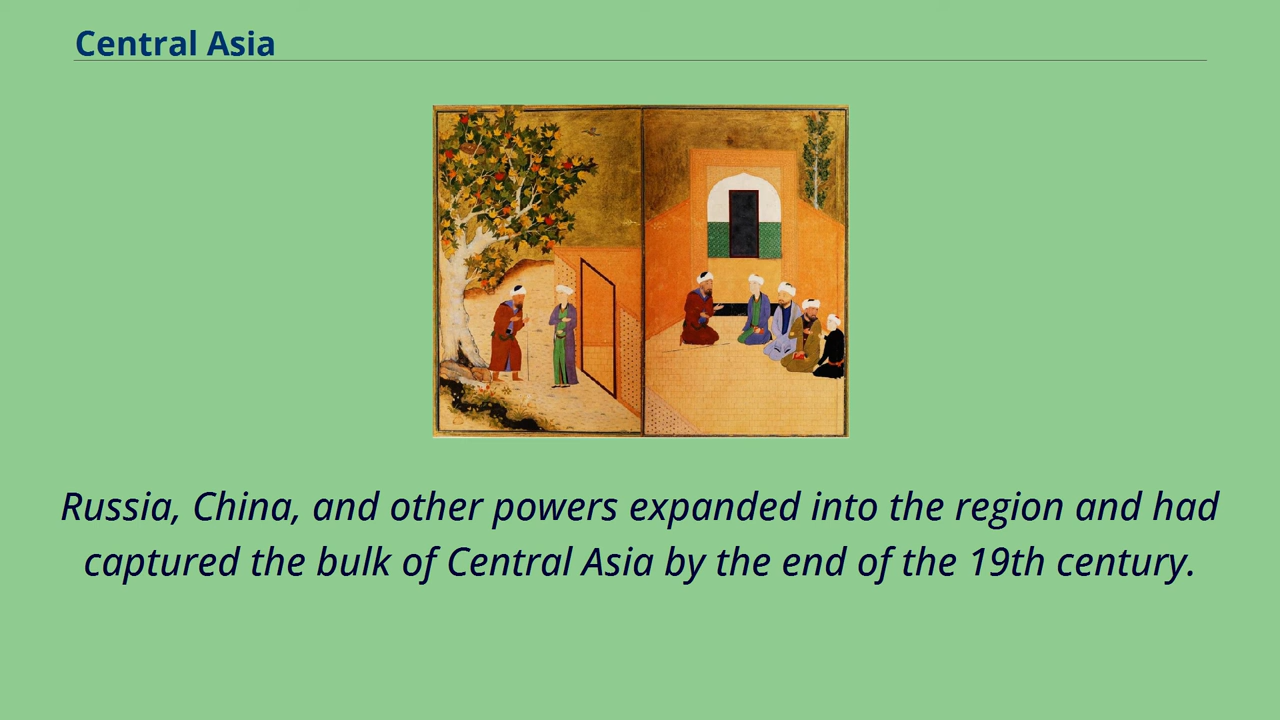 Central Asia
Russia, China, and other powers expanded into the region and had
captured the bulk of Central Asia by the end of the 19th century.